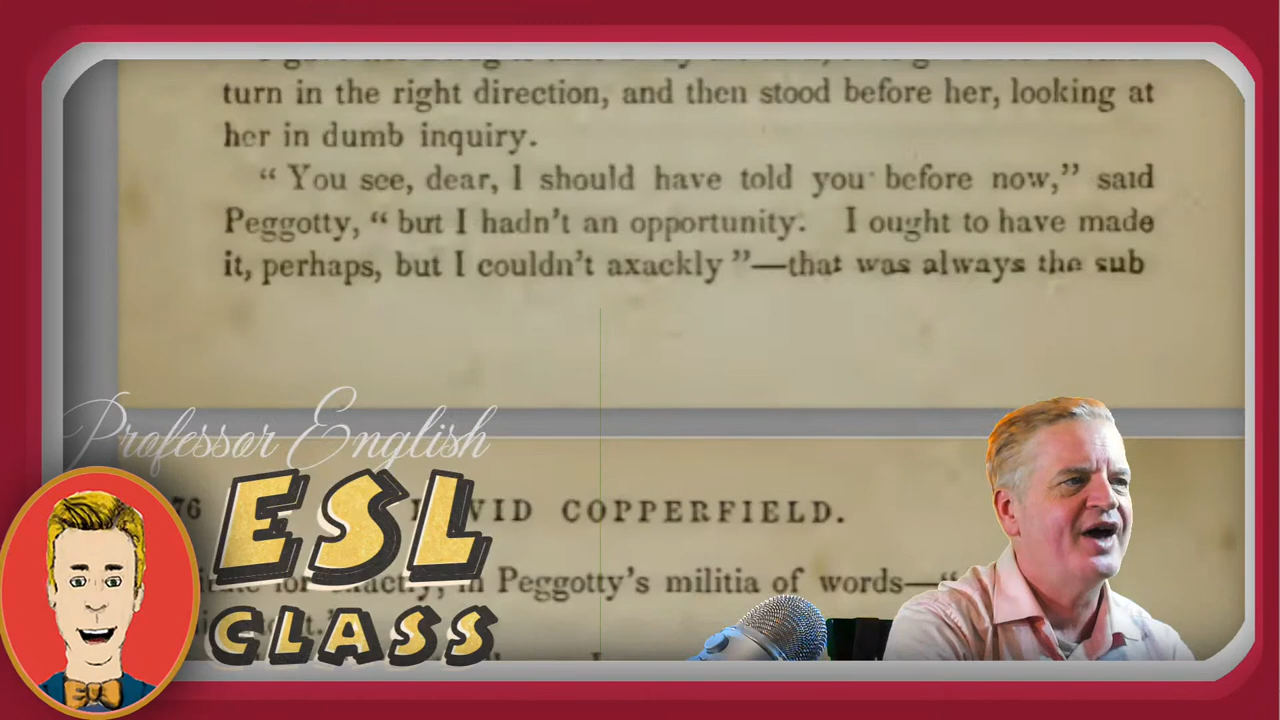 turn in the right direction, and then stood before her, looking at
her in dumb inquiry.
“ You see, dear, I should have told you before now,” said
Peggotty, “ but I hadn’t an opportunity. I ought to have made
it, perhaps, but I couldn’t axackly ”—that was always the sub
Professor English
ESL
CLASS
76
VID COPPERFIELD.
in Peggotty’s militia of words—“